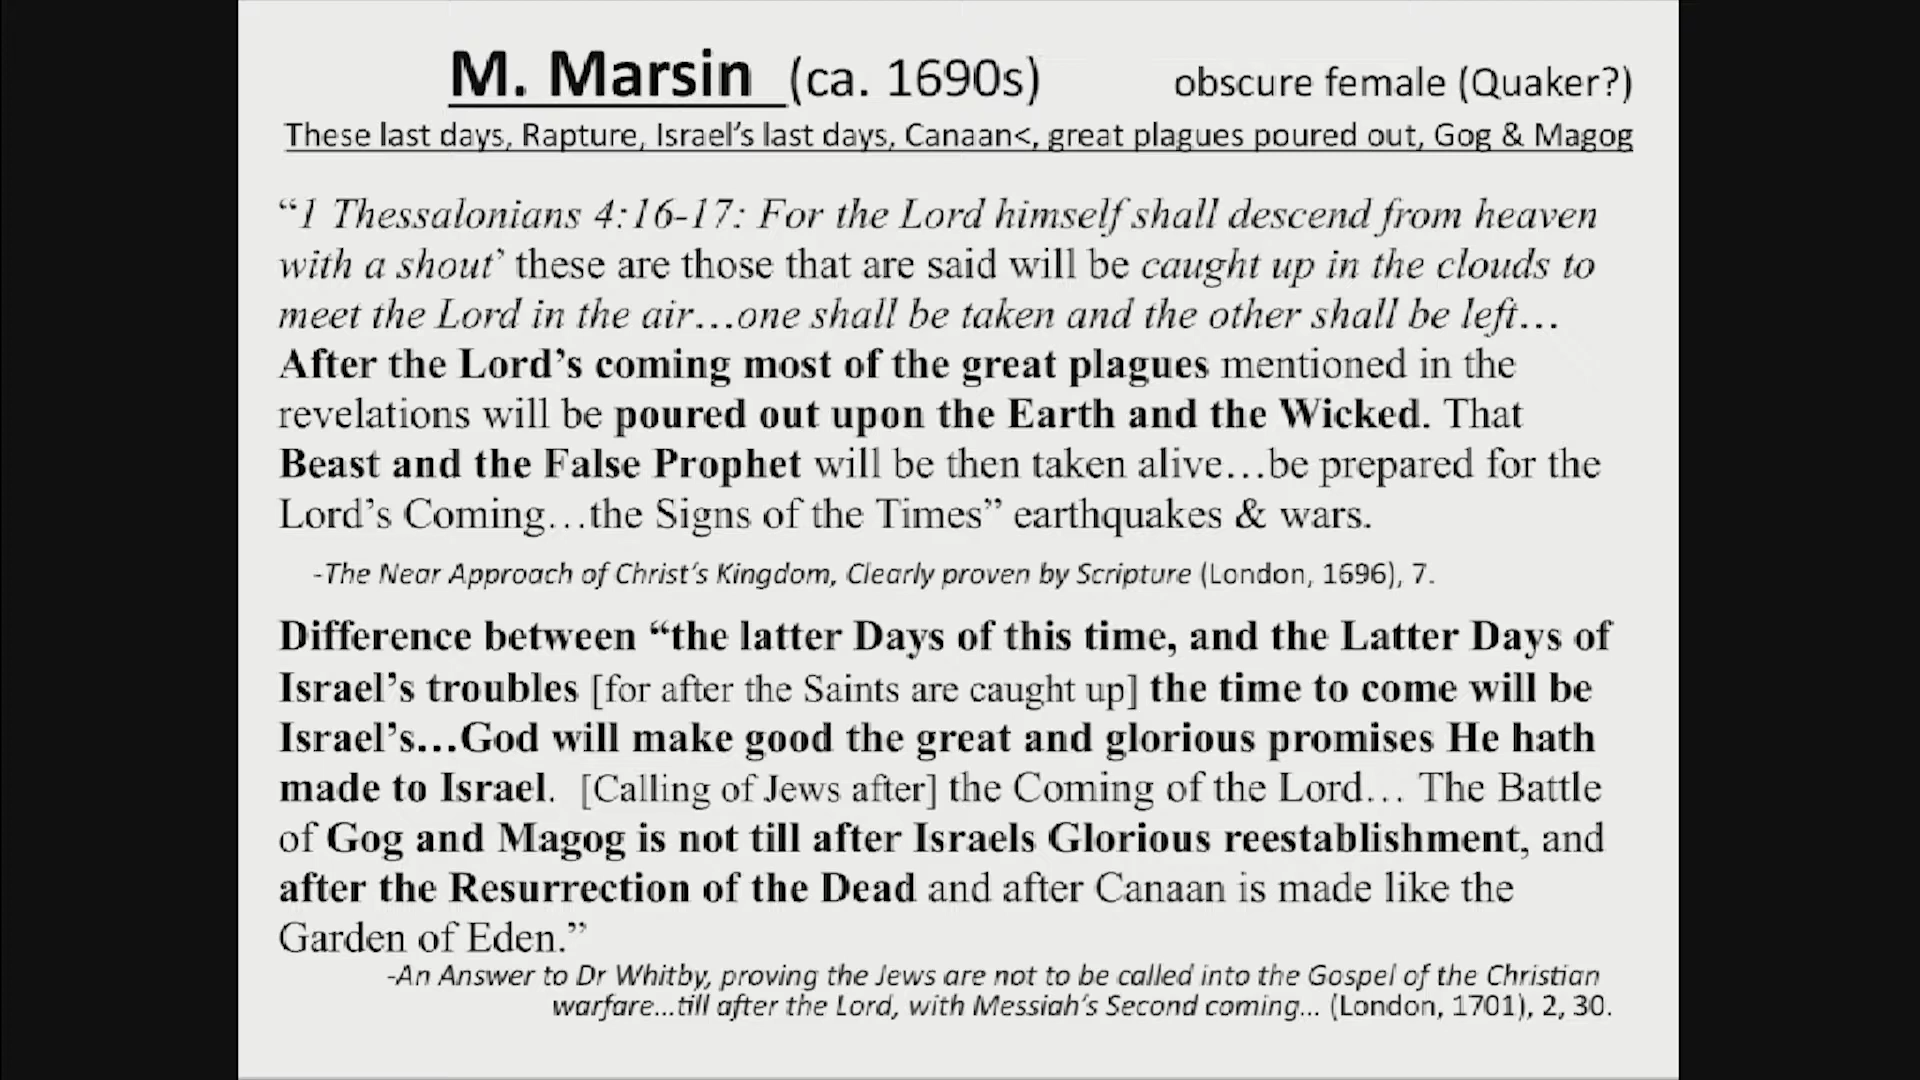 M. Marsin (ca. 1690s) obscure female (Quaker?)
These last days, Rapture, Israel’s last days, Canaan<, great plagues poured out, Gog & Magog
“1 Thessalonians 4:16-17: For the Lord himself shall descend from heaven
with a shout’ these are those that are said will be caught up in the clouds to
meet the Lord in the air…one shall be taken and the other shall be left…
After the Lord’s coming most of the great plagues mentioned in the
revelations will be poured out upon the Earth and the Wicked. That
Beast and the False Prophet will be then taken alive…be prepared for the
Lord’s Coming…the Signs of the Times” earthquakes & wars.
-The Near Approach of Christ’s Kingdom, Clearly proven by Scripture (London, 1696), 7.
Difference between “the latter Days of this time, and the Latter Days of
Israel’s troubles [for after the Saints are caught up] the time to come will be
Israel’s…God will make good the great and glorious promises He hath
made to Israel. [Calling of Jews after] the Coming of the Lord… The Battle
of Gog and Magog is not till after Israels Glorious reestablishment, and
after the Resurrection of the Dead and after Canaan is made like the
Garden of Eden.”
-An Answer to Dr Whitby, proving the Jews are not to be called into the Gospel of the Christian
warfare…till after the Lord, with Messiah’s Second coming… (London, 1701), 2, 30.